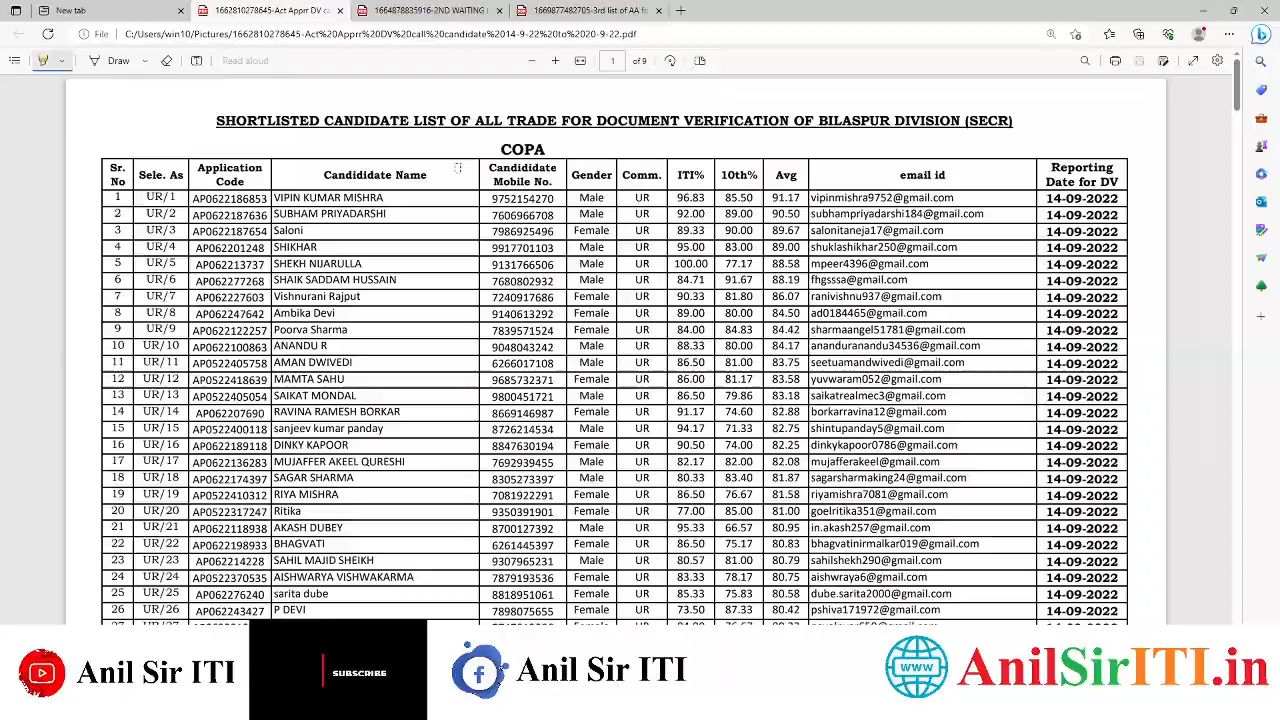 New tab
1662810678645-Act Apprr DV ca
1664878835916-2ND WAITING
1669877482705-3rd list of AA fo
File
C:/Users/win10/Pictures/1662810278645-Act%20Apprr%20DV%20call%20candidate%2014-9-22%20to%2020-9-22.pdf
Draw
Read aloud
1 of 9
SHORTLISTED CANDIDATE LIST OF ALL TRADE FOR DOCUMENT VERIFICATION OF BILASPUR DIVISION (SECR)
COPA
Sr. No Sele. As Application Code Candididate Name Candididate Mobile No. Gender Comm. ITI% 10th% Avg email id Reporting Date for DV
1 UR/1 AP0622186853 VIPIN KUMAR MISHRA 9752154270 Male UR 96.83 85.50 91.17 vipinmishra9752@gmail.com 14-09-2022
2 UR/2 AP0622187636 SUBHAM PRIYADARSHI 7606966708 Male UR 92.00 89.00 90.50 subhampriyadarshi184@gmail.com 14-09-2022
3 UR/3 AP0622187654 Saloni 7986925496 Female UR 89.33 90.00 89.67 salonitaneja17@gmail.com 14-09-2022
4 UR/4 AP062201248 SHIKHAR 9917701103 Male UR 95.00 83.00 89.00 shuklashikhar250@gmail.com 14-09-2022
5 UR/5 AP062213737 SHEKH NIJARULLA 9131766506 Male UR 100.00 77.17 88.58 mpeer4396@gmail.com 14-09-2022
6 UR/6 AP062277268 SHAIK SADDAM HUSSAIN 7680802932 Male UR 84.71 91.67 88.19 fhgsssa@gmail.com 14-09-2022
7 UR/7 AP062227603 Vishnurani Rajput 7240917686 Female UR 90.33 81.80 86.07 ranivishnu937@gmail.com 14-09-2022
8 UR/8 AP062247642 Ambika Devi 9140613292 Female UR 89.00 80.00 84.50 ad0184465@gmail.com 14-09-2022
9 UR/9 AP0622122257 Poorva Sharma 7839571524 Female UR 84.00 84.83 84.42 sharmaangel51781@gmail.com 14-09-2022
10 UR/10 AP0622100863 ANANDU R 9048043242 Male UR 88.33 80.00 84.17 ananduranandu34536@gmail.com 14-09-2022
11 UR/11 AP0522405758 AMAN DWIVEDI 6266017108 Male UR 86.50 81.00 83.75 seetuamandwivedi@gmail.com 14-09-2022
12 UR/12 AP0522418639 MAMTA SAHU 9685732371 Female UR 86.00 81.17 83.58 yuvwaram052@gmail.com 14-09-2022
13 UR/13 AP0522405054 SAIKAT MONDAL 9800451721 Male UR 86.50 79.86 83.18 saikatrealmec3@gmail.com 14-09-2022
14 UR/14 AP062207690 RAVINA RAMESH BORKAR 8669146987 Female UR 91.17 74.60 82.88 borkarravina12@gmail.com 14-09-2022
15 UR/15 AP0522400118 sanjeev kumar panday 8726214534 Male UR 94.17 71.33 82.75 shintupanday5@gmail.com 14-09-2022
16 UR/16 AP0622189118 DINKY KAPOOR 8847630194 Female UR 90.50 74.00 82.25 dinkykapoor0786@gmail.com 14-09-2022
17 UR/17 AP0622136283 MUJAFFER AKEEL QURESHI 7692939455 Male UR 82.17 82.00 82.08 mujafferakeel@gmail.com 14-09-2022
18 UR/18 AP0622174397 SAGAR SHARMA 8305273397 Male UR 80.33 83.40 81.87 sagarsharmaking24@gmail.com 14-09-2022
19 UR/19 AP0522410312 RIYA MISHRA 7081922291 Female UR 86.50 76.67 81.58 riyamishra7081@gmail.com 14-09-2022
20 UR/20 AP0522317247 Ritika 9350391901 Female UR 77.00 85.00 81.00 goelritika351@gmail.com 14-09-2022
21 UR/21 AP0622118938 AKASH DUBEY 8700127392 Male UR 95.33 66.57 80.95 in.akash257@gmail.com 14-09-2022
22 UR/22 AP0622198933 BHAGVATI 6261445397 Female UR 86.50 75.17 80.83 bhagvatinirmalkar019@gmail.com 14-09-2022
23 UR/23 AP062214228 SAHIL MAJID SHEIKH 9307965231 Male UR 80.57 81.00 80.79 sahilshekh290@gmail.com 14-09-2022
24 UR/24 AP0522370535 AISHWARYA VISHWAKARMA 7879193536 Female UR 83.33 78.17 80.75 aishwraya6@gmail.com 14-09-2022
25 UR/25 AP062276240 sarita dube 8818951061 Female UR 85.33 75.83 80.58 dube.sarita2000@gmail.com 14-09-2022
26 UR/26 AP062243427 P DEVI 7898075655 Female UR 73.50 87.33 80.42 pshiva171972@gmail.com 14-09-2022
Anil Sir ITI
SUBSCRIBE
Anil Sir ITI
www
AnilSirITI.in